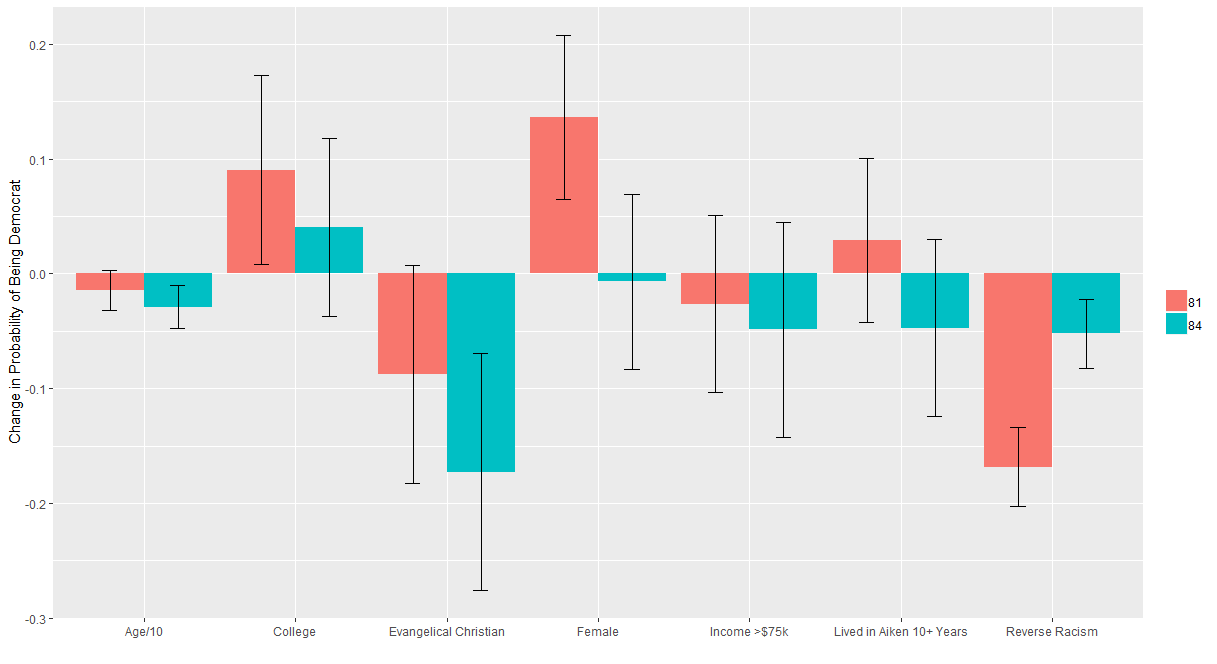 Change in Probability of Being Democrat
0.2
0.1
0.0
-0.1
-0.2
-0.3
Age/10
College
Evangelical Christian
Female
Income >$75k
Lived in Aiken 10+ Years
Reverse Racism
81
84